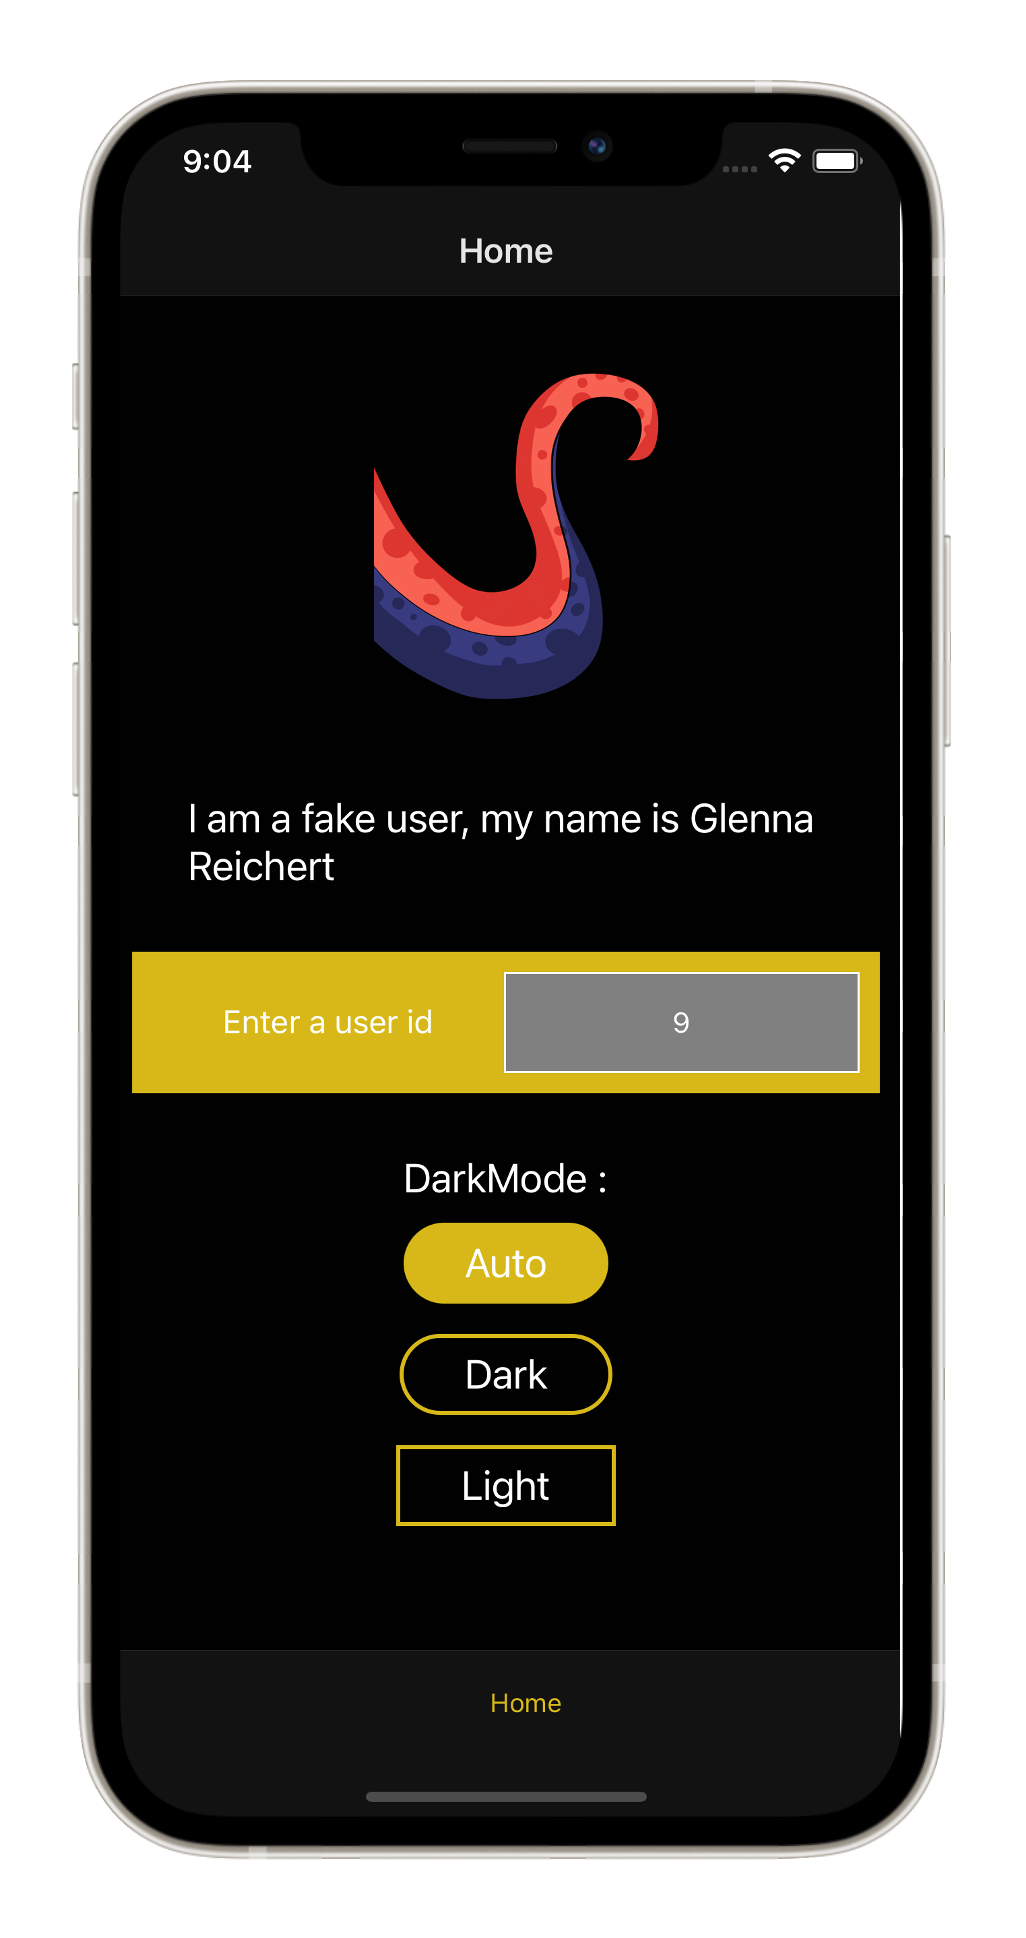 9:04
Home
I am a fake user, my name is Glenna
Reichert
Enter a user id
9
DarkMode :
Auto
Dark
Light
Home